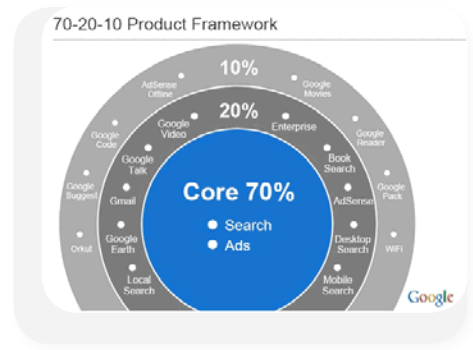 70-20-10 Product Framework
10%
AdSense
Offline
Google
Movies
Google
Code
Google
Reader
Google
Suggest
Google
Pack
Orkut
WiFi
20%
Google
Video
Enterprise
Google
Talk
Book
Search
Gmail
AdSense
Google
Earth
Desktop
Search
Local
Search
Mobile
Search
Core 70%
Search
Ads
Google